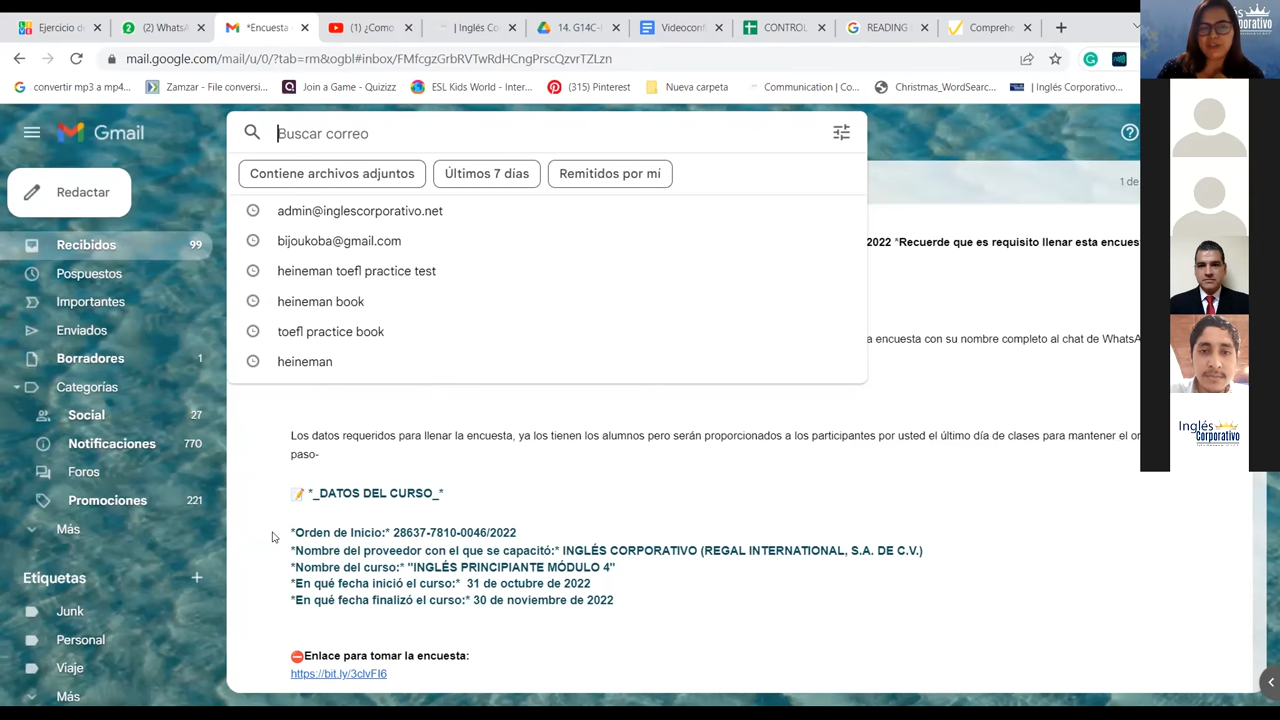 Ejercicio de
(2) WhatsA
*Encuesta
(1) ¿Como
| Inglés Co
14. G14C-I
Videoconf
CONTROL
READING
Comprehe
mail.google.com/mail/u/0/?tab=rm&ogbl#inbox/FMfcg
rbRVTwRdHCngPrscQzvrTZLzn
convertir mp3 a mp4...
Zamzar - File conversi...
Join a Game - Quizizz
ESL Kids World - Inter...
(315) Pinterest
Nueva carpeta
Communication | Co...
Christmas_WordSearc...
| Inglés Corporativo...
Gmail
Buscar correo
Redactar
Contiene archivos adjuntos
Últimos 7 días
Remitidos por mí
1 de
admin@inglescorporativo.net
bijoukoba@gmail.com
heineman toefl practice test
heineman book
toefl practice book
heineman
Recibidos 99
Pospuestos
Importantes
Enviados
Borradores 1
Categorías
Social 27
Notificaciones 770
Foros
Promociones 221
Más
Etiquetas
Junk
Personal
Viaje
Más
2022 *Recuerde que es requisito llenar esta encues
a encuesta con su nombre completo al chat de WhatsA
Los datos requeridos para llenar la encuesta, ya los tienen los alumnos pero serán proporcionados a los participantes por usted el último día de clases para mantener el or
paso-
*_DATOS DEL CURSO_*
*Orden de Inicio:* 28637-7810-0046/2022
*Nombre del proveedor con el que se capacitó:* INGLÉS CORPORATIVO (REGAL INTERNATIONAL, S.A. DE C.V.)
*Nombre del curso:* "INGLÉS PRINCIPIANTE MÓDULO 4"
*En qué fecha inició el curso:* 31 de octubre de 2022
*En qué fecha finalizó el curso:* 30 de noviembre de 2022
Enlace para tomar la encuesta:
https://bit.ly/3clvFI6
Inglés
Corporativo